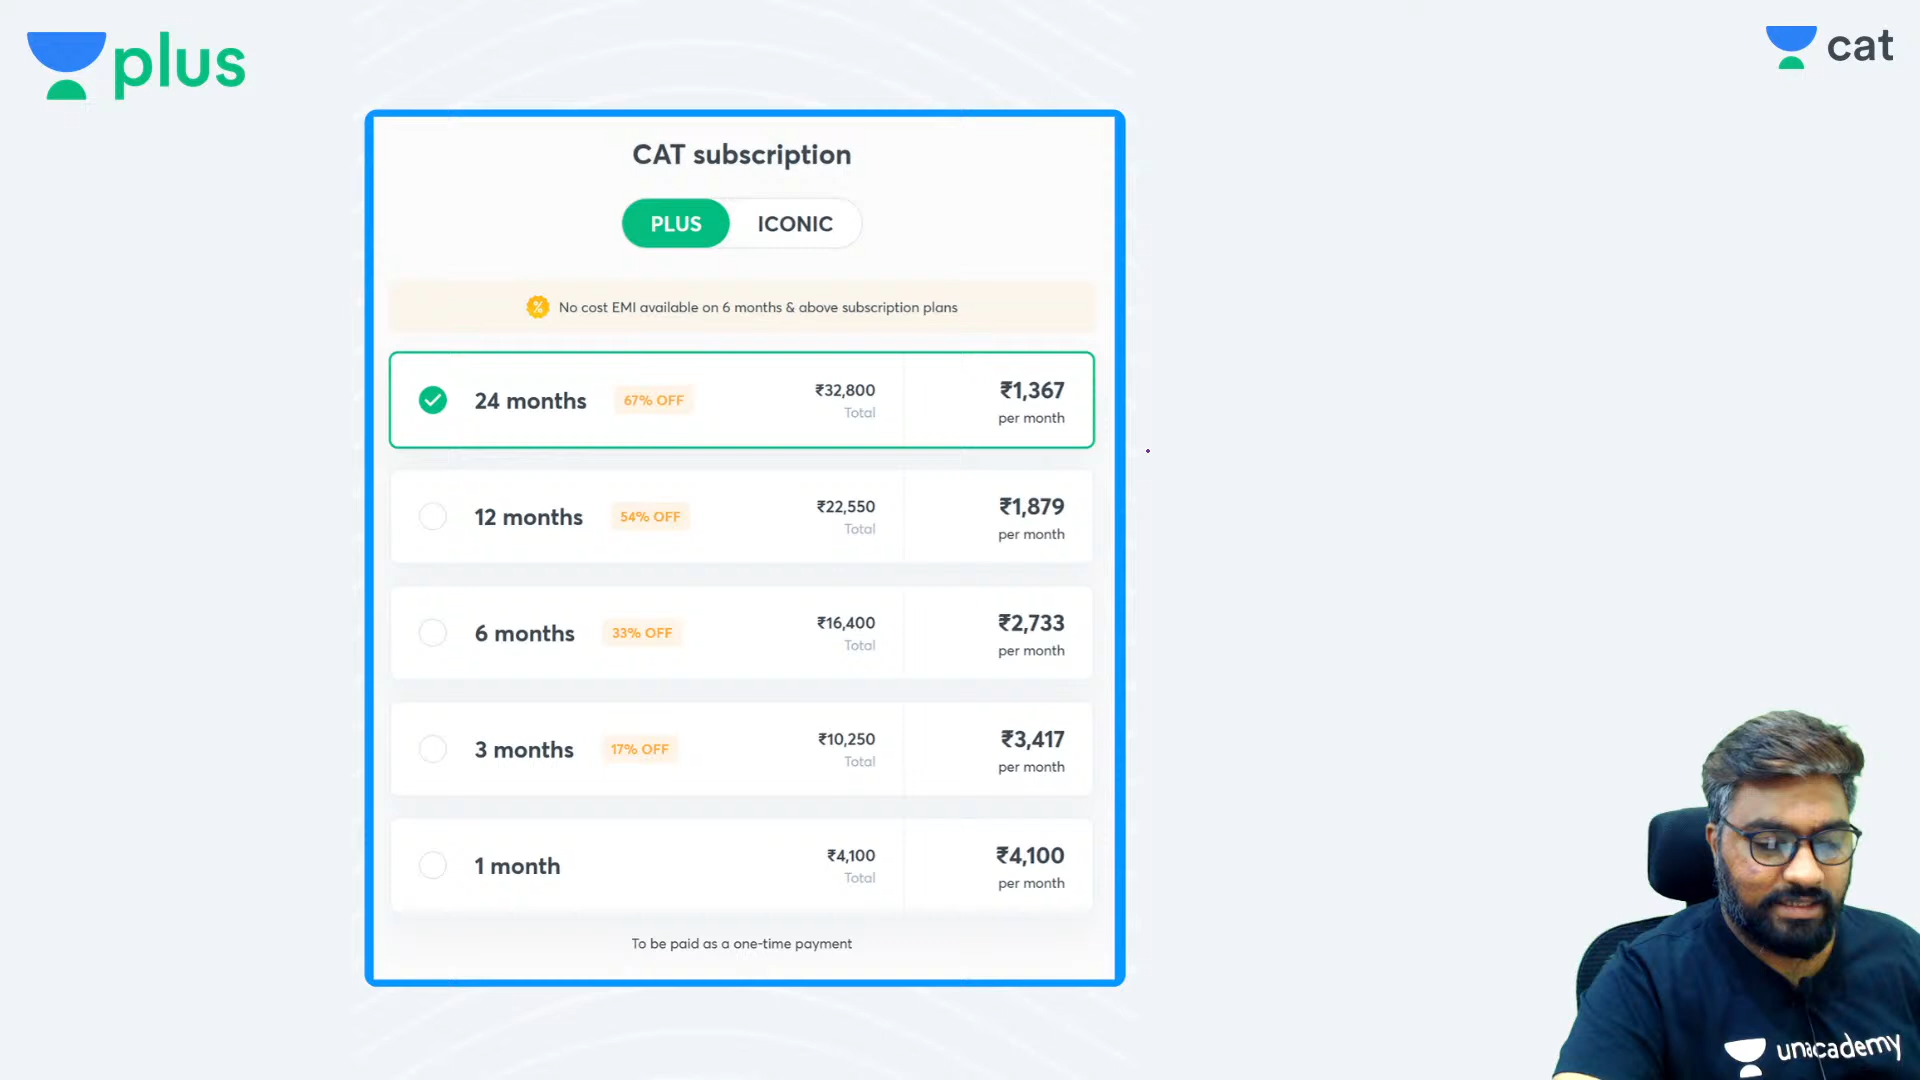 plus
cat
CAT subscription
PLUS ICONIC
% No cost EMI available on 6 months & above subscription plans
24 months 67% OFF ₹32,800 Total ₹1,367 per month
12 months 54% OFF ₹22,550 Total ₹1,879 per month
6 months 33% OFF ₹16,400 Total ₹2,733 per month
3 months 17% OFF ₹10,250 Total ₹3,417 per month
1 month ₹4,100 Total ₹4,100 per month
To be paid as a one-time payment
unacademy